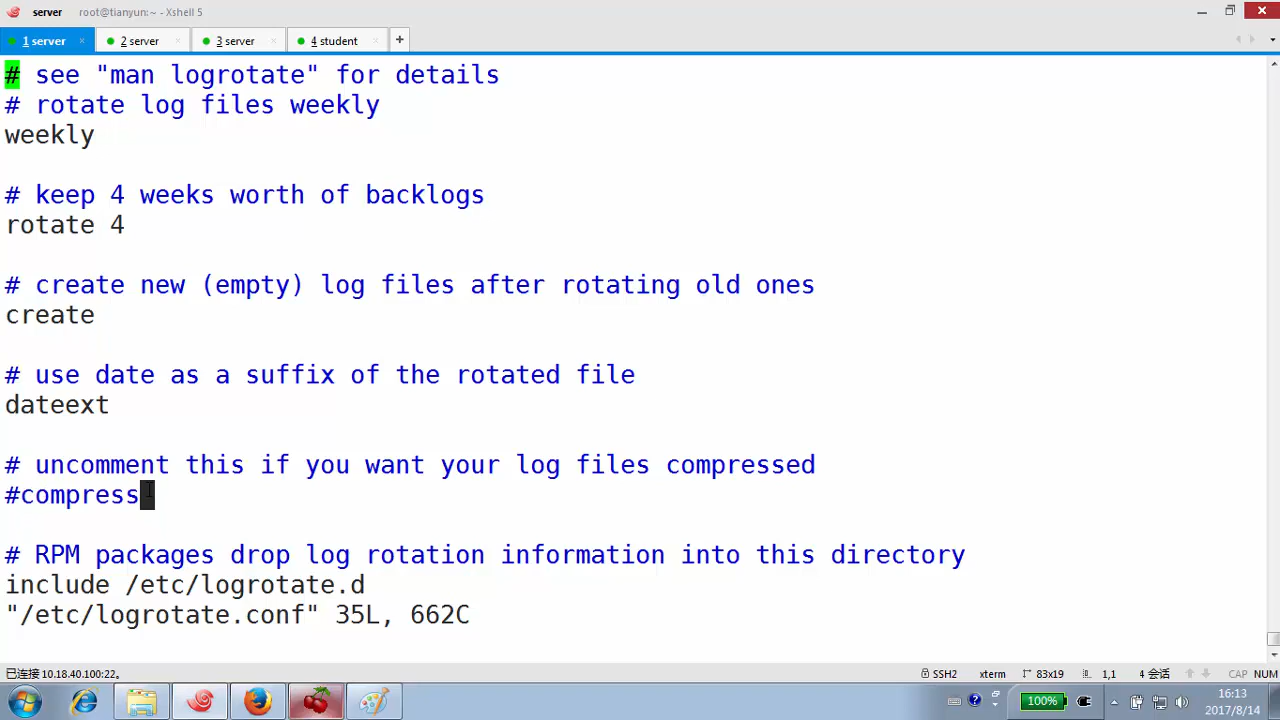 server root@tianyun:~ - Xshell 5
1 server 2 server 3 server 4 student +
# see "man logrotate" for details
# rotate log files weekly
weekly
# keep 4 weeks worth of backlogs
rotate 4
# create new (empty) log files after rotating old ones
create
# use date as a suffix of the rotated file
dateext
# uncomment this if you want your log files compressed
#compress
# RPM packages drop log rotation information into this directory
include /etc/logrotate.d
"/etc/logrotate.conf" 35L, 662C
已连接 10.18.40.100:22。 SSH2 xterm 83x19 1,1 4 会话 CAP NUM
100% 16:13
2017/8/14